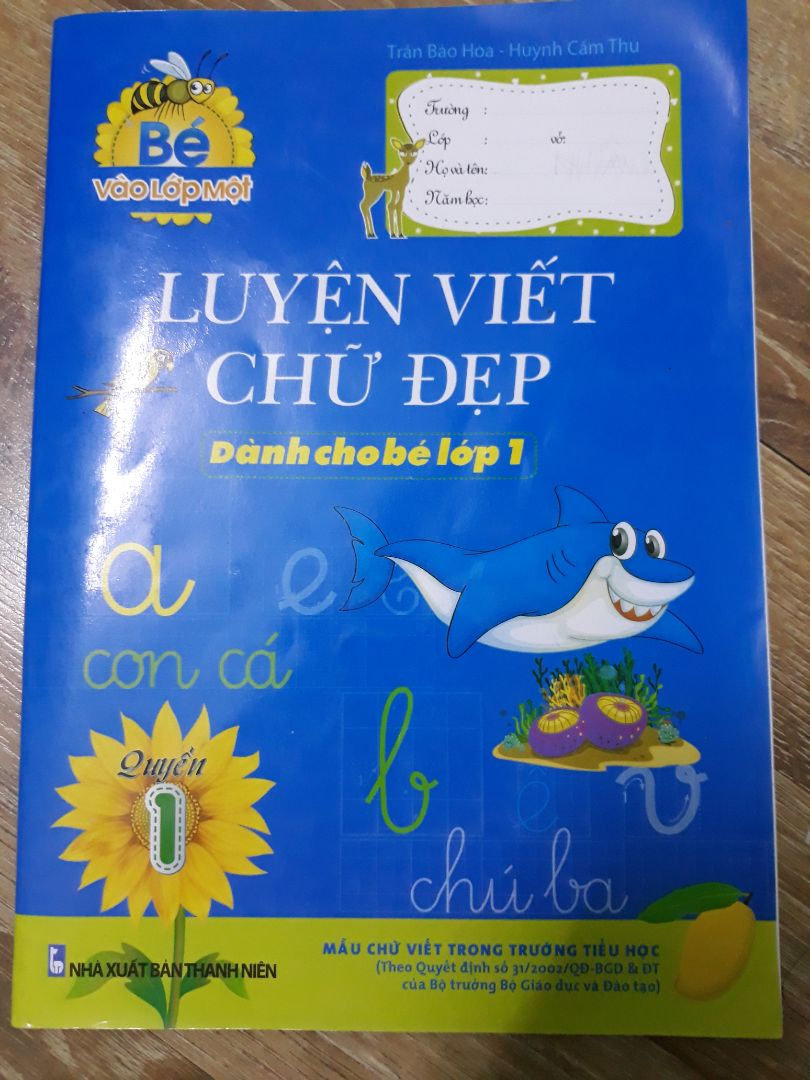 Trần Bảo Hoa - Huỳnh Cẩm Thu
Trường :
Lớp : vở:
Họ và tên:
Năm học:
Bé
VÀO LỚP MỘT
LUYỆN VIẾT
CHỮ ĐẸP
Dành cho bé lớp 1
a e ê
con cá
b ê v
chú ba
Quyển
1
NHÀ XUẤT BẢN THANH NIÊN
MẪU CHỮ VIẾT TRONG TRƯỜNG TIỂU HỌC
(Theo Quyết định số 31/2002/QĐ-BGD & ĐT
của Bộ trưởng Bộ Giáo dục và Đào tạo)